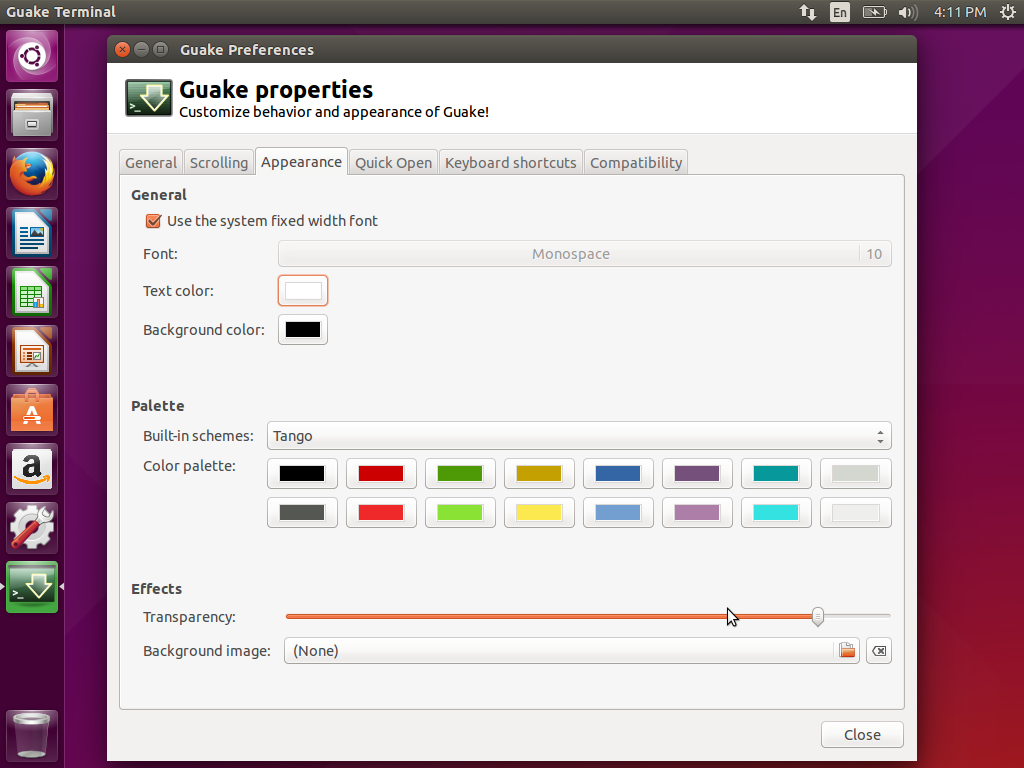 Guake Terminal
En
4:11 PM
Guake Preferences
>_
Guake properties
Customize behavior and appearance of Guake!
General
Scrolling
Appearance
Quick Open
Keyboard shortcuts
Compatibility
General
Use the system fixed width font
Font:
Monospace
10
Text color:
Background color:
Palette
Built-in schemes:
Tango
Color palette:
Effects
Transparency:
Background image:
(None)
Close
A
a
>_